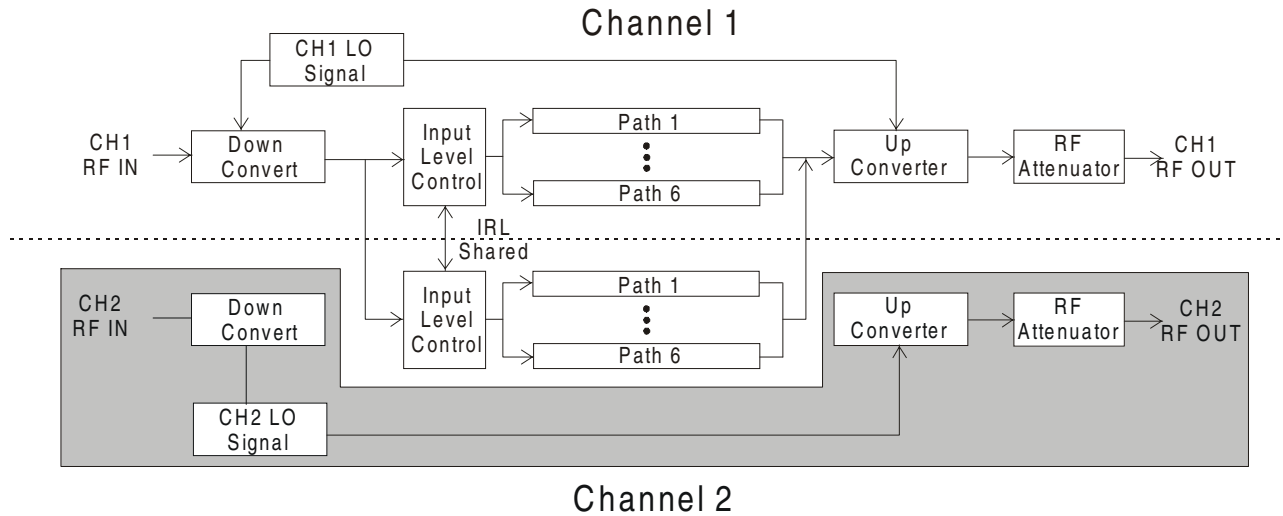 Channel 1
CH1 LO
Signal
CH1
RF IN
Down
Convert
Input
Level
Control
Path 1
Path 6
Up
Converter
RF
Attenuator
CH1
RF OUT
IRL
Shared
CH2
RF IN
Down
Convert
Input
Level
Control
Path 1
Path 6
Up
Converter
RF
Attenuator
CH2
RF OUT
CH2 LO
Signal
Channel 2